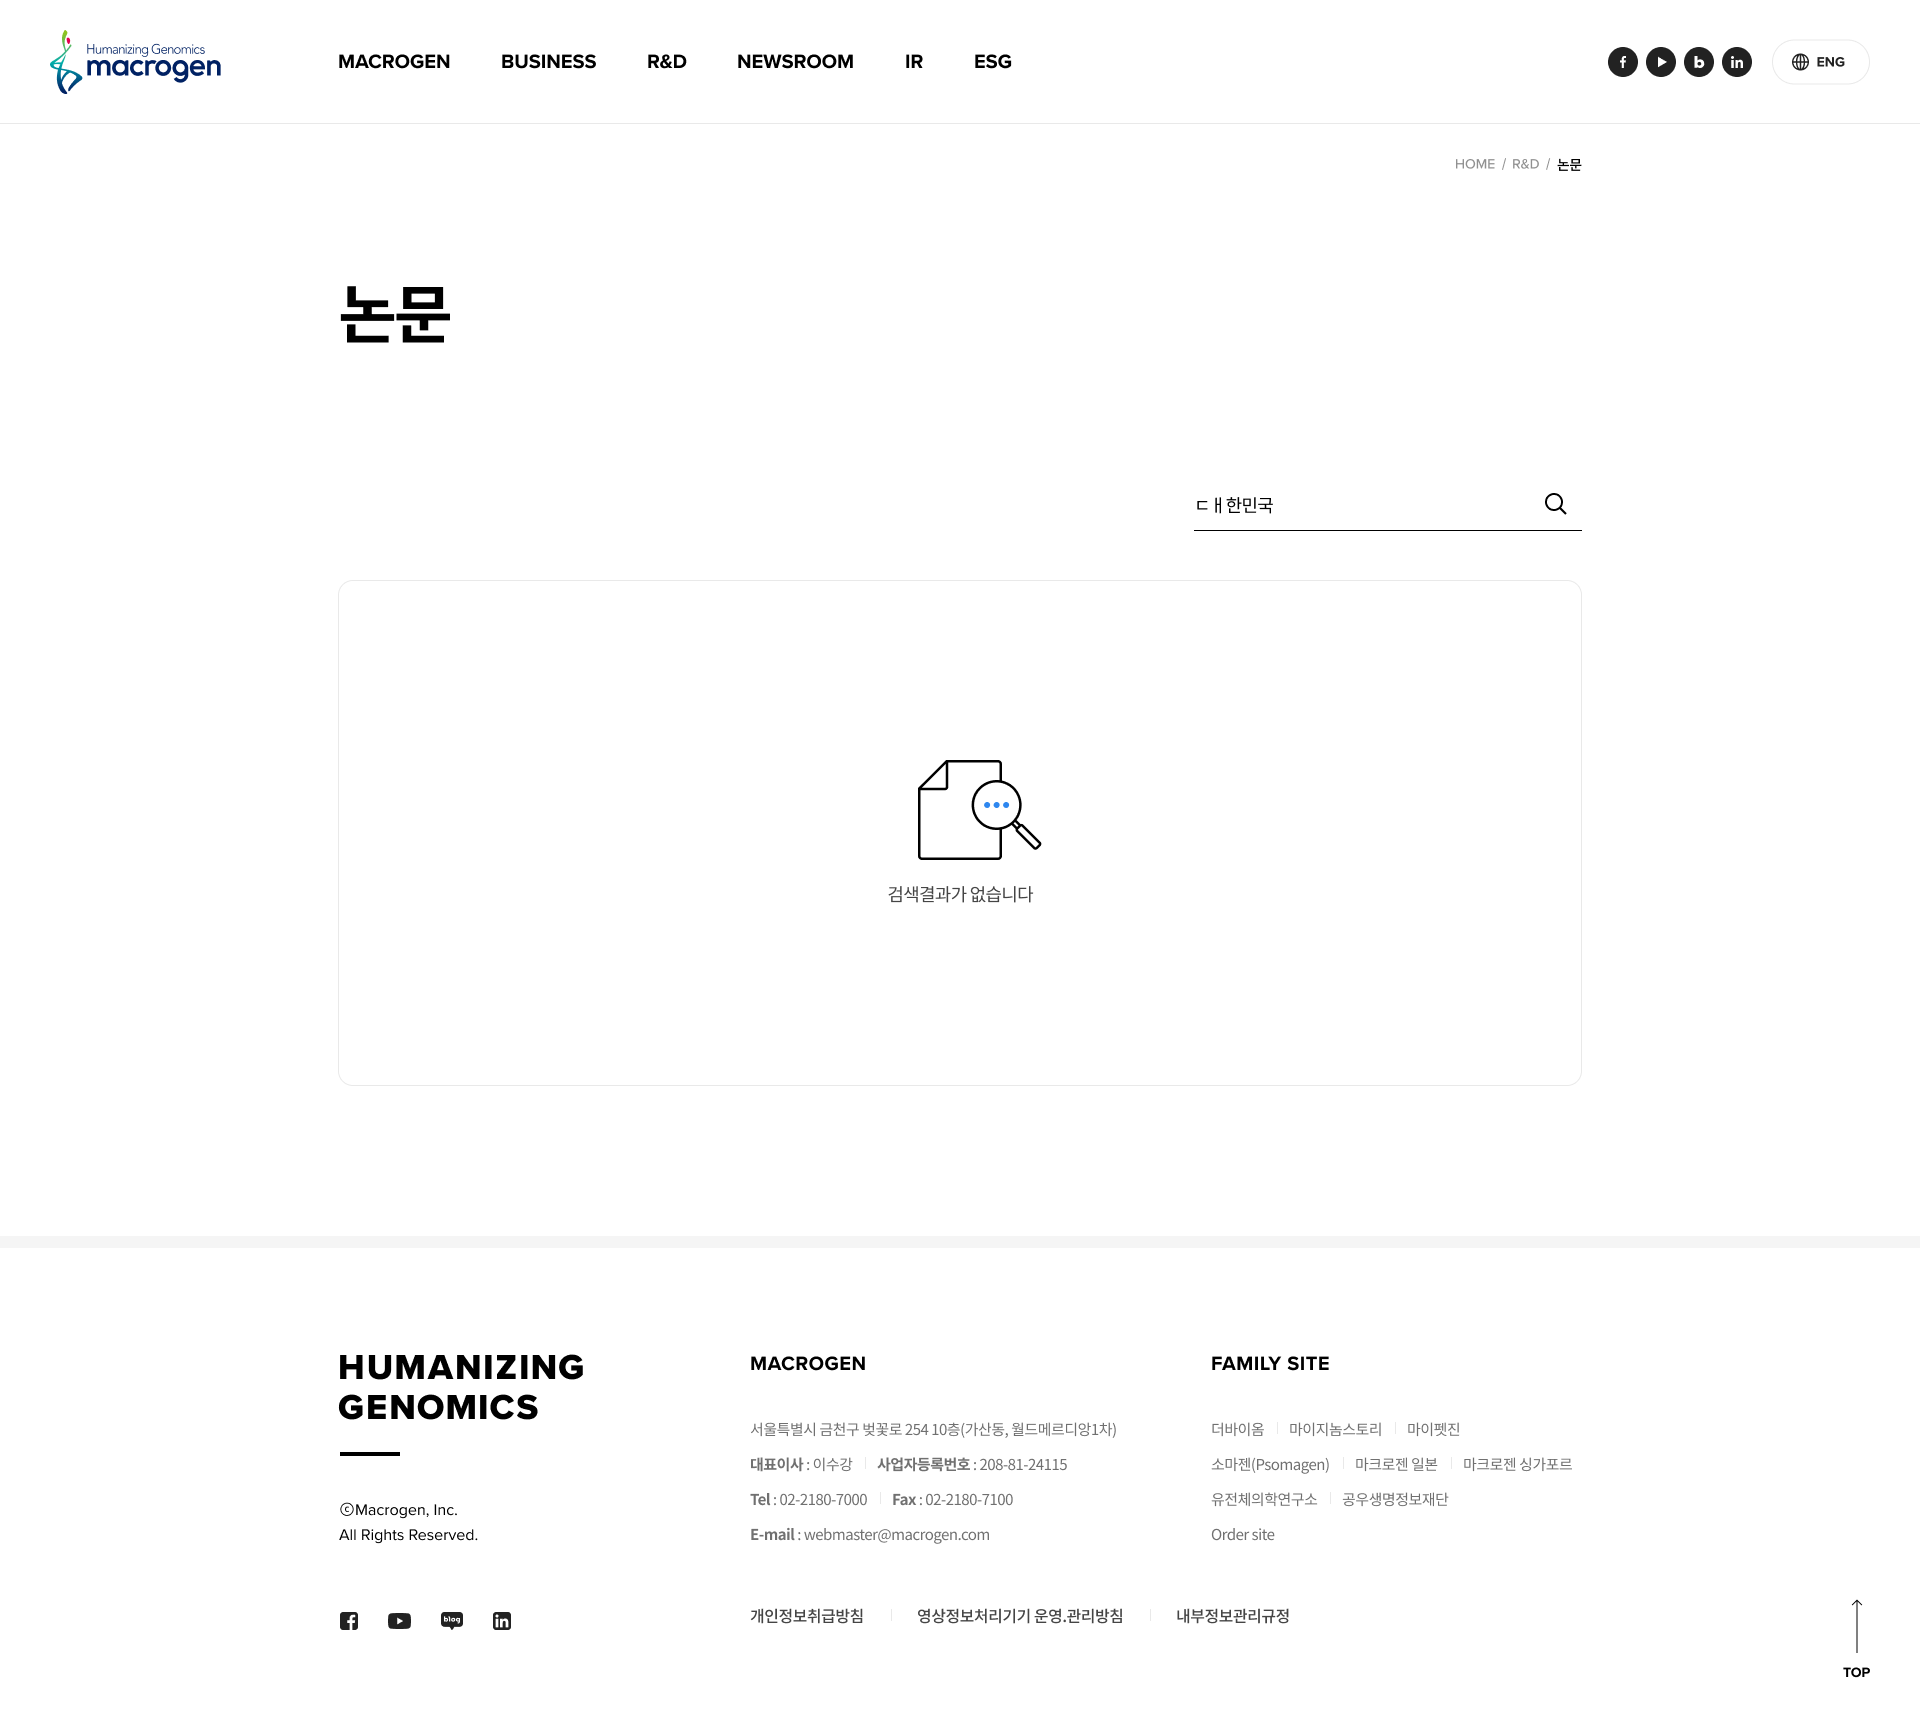 Humanizing Genomics
macrogen
MACROGEN BUSINESS R&D NEWSROOM IR ESG
f b in ENG
HOME / R&D / 논문
논문
ㄷㅐ한민국
검색결과가 없습니다
HUMANIZING
GENOMICS
ⓒMacrogen, Inc.
All Rights Reserved.
blog in
MACROGEN
서울특별시 금천구 벚꽃로 254 10층(가산동, 월드메르디앙1차)
대표이사 : 이수강 사업자등록번호 : 208-81-24115
Tel : 02-2180-7000 Fax : 02-2180-7100
E-mail : webmaster@macrogen.com
FAMILY SITE
더바이옴 마이지놈스토리 마이펫진
소마젠(Psomagen) 마크로젠 일본 마크로젠 싱가포르
유전체의학연구소 공우생명정보재단
Order site
개인정보취급방침 영상정보처리기기 운영.관리방침 내부정보관리규정
TOP